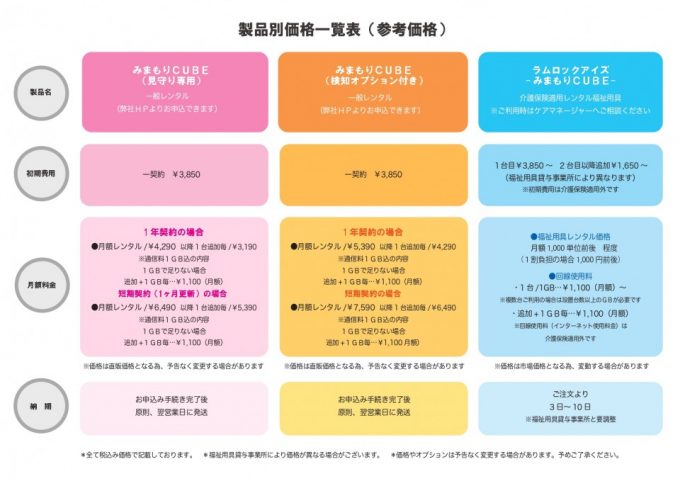 製品別価格一覧表（参考価格）
製品名
みまもりＣＵＢＥ
（見守り専用）
一般レンタル
（弊社ＨＰよりお申込できます）
みまもりＣＵＢＥ
（検知オプション付き）
一般レンタル
（弊社ＨＰよりお申込できます）
ラムロックアイズ
- みまもりCUBE -
介護保険適用レンタル福祉用具
※ご利用時はケアマネージャーへご相談ください
初期費用
一契約　¥3,850
一契約　¥3,850
１台目¥3,850～　２台目以降追加¥1,650～
（福祉用具貸与事業所により異なります）
※初期費用は介護保険適用外です
月額料金
１年契約の場合
●月額レンタル/¥4,290 以降１台追加毎/¥3,190
※通信料１ＧＢ込の内容
１ＧＢで足りない場合
追加＋１ＧＢ毎…¥1,100（月額）
短期契約（１ヶ月更新）の場合
●月額レンタル/¥6,490 以降１台追加毎/¥5,390
※通信料１ＧＢ込の内容
１ＧＢで足りない場合
追加＋１ＧＢ毎…¥1,100（月額）
※価格は直販価格となる為、予告なく変更する場合があります
１年契約の場合
●月額レンタル/¥5,390 以降１台追加毎/¥4,290
※通信料１ＧＢ込の内容
１ＧＢで足りない場合
追加＋１ＧＢ毎…¥1,100（月額）
短期契約の場合
●月額レンタル/¥7,590 以降１台追加毎/¥6,490
※通信料１ＧＢ込の内容
１ＧＢで足りない場合
追加＋１ＧＢ毎…¥1,100（月額）
※価格は直販価格となる為、予告なく変更する場合があります
●福祉用具レンタル価格
月額 1,000 単位前後　程度
（１割負担の場合 1,000 円前後）
●回線使用料
・１台 /1GB…¥1,100（月額）～
※複数台ご利用の場合は設置台数以上のＧＢが必要です
・追加＋１ＧＢ毎…¥1,100（月額）
※回線使用料（インターネット使用料金）は
介護保険適用外です
※価格は市場価格となる為、変動する場合があります
納　期
お申込み手続き完了後
原則、翌営業日に発送
お申込み手続き完了後
原則、翌営業日に発送
ご注文より
３日～１０日
※福祉用具貸与事業所と要調整
＊全て税込み価格で記載しております。　＊福祉用具貸与事業所により価格が異なる場合がございます。　＊価格やオプションは予告なく変更する場合があります。予めご了承ください。